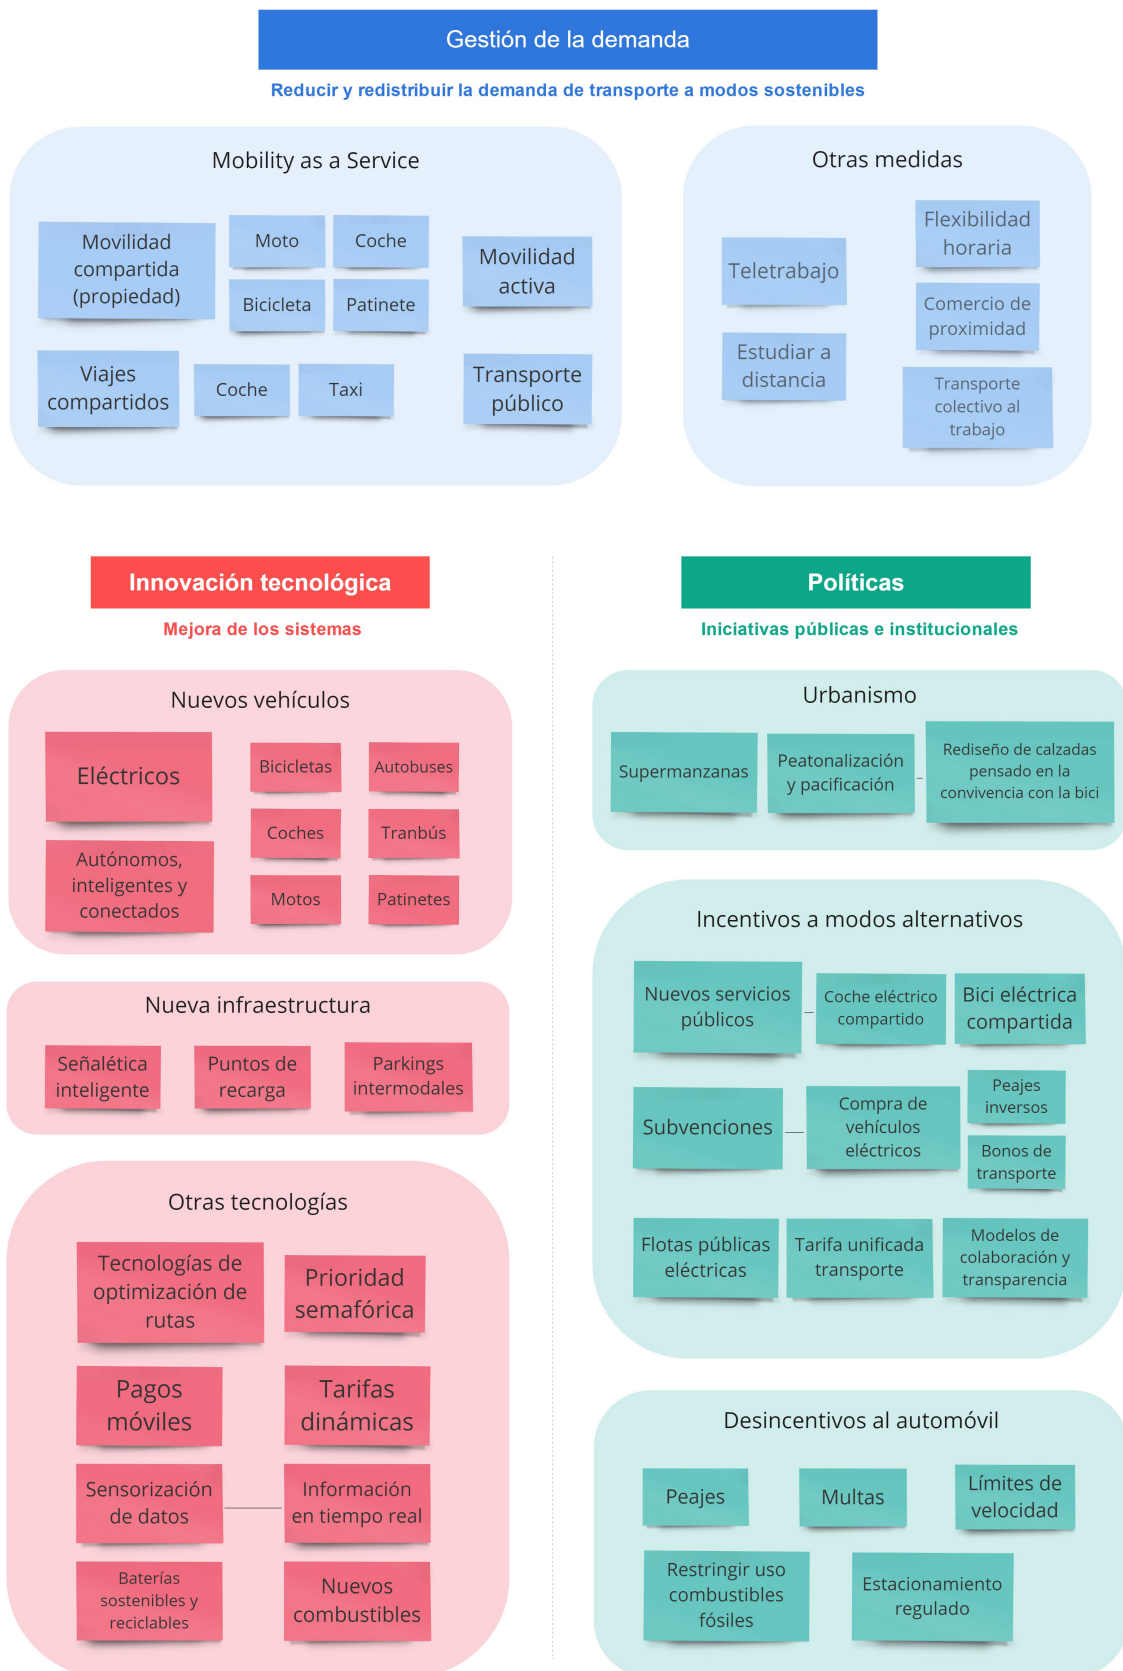 Gestión de la demanda
Reducir y redistribuir la demanda de transporte a modos sostenibles
Mobility as a Service
Movilidad
compartida
(propiedad)
Moto
Coche
Bicicleta
Patinete
Movilidad
activa
Viajes
compartidos
Coche
Taxi
Transporte
público
Otras medidas
Teletrabajo
Estudiar a
distancia
Flexibilidad
horaria
Comercio de
proximidad
Transporte
colectivo al
trabajo
Innovación tecnológica
Mejora de los sistemas
Nuevos vehículos
Eléctricos
Autónomos,
inteligentes y
conectados
Bicicletas
Autobuses
Coches
Tranbús
Motos
Patinetes
Nueva infraestructura
Señalética
inteligente
Puntos de
recarga
Parkings
intermodales
Otras tecnologías
Tecnologías de
optimización de
rutas
Prioridad
semafórica
Pagos
móviles
Tarifas
dinámicas
Sensorización
de datos
Información
en tiempo real
Baterías
sostenibles y
reciclables
Nuevos
combustibles
Políticas
Iniciativas públicas e institucionales
Urbanismo
Supermanzanas
Peatonalización
y pacificación
Rediseño de calzadas
pensado en la
convivencia con la bici
Incentivos a modos alternativos
Nuevos servicios
públicos
Coche eléctrico
compartido
Bici eléctrica
compartida
Subvenciones
Compra de
vehículos
eléctricos
Peajes
inversos
Bonos de
transporte
Flotas públicas
eléctricas
Tarifa unificada
transporte
Modelos de
colaboración y
transparencia
Desincentivos al automóvil
Peajes
Multas
Límites de
velocidad
Restringir uso
combustibles
fósiles
Estacionamiento
regulado